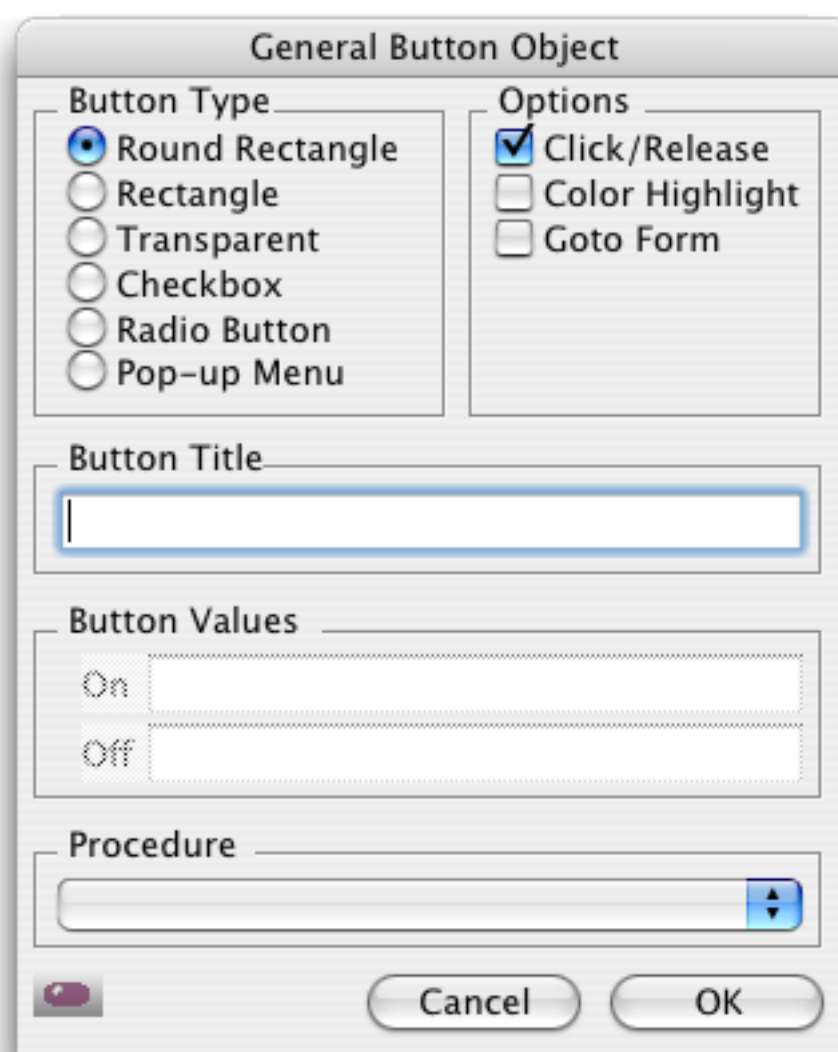 General Button Object
Button Type
Round Rectangle
Rectangle
Transparent
Checkbox
Radio Button
Pop-up Menu
Options
Click/Release
Color Highlight
Goto Form
Button Title
Button Values
On
Off
Procedure
Cancel
OK